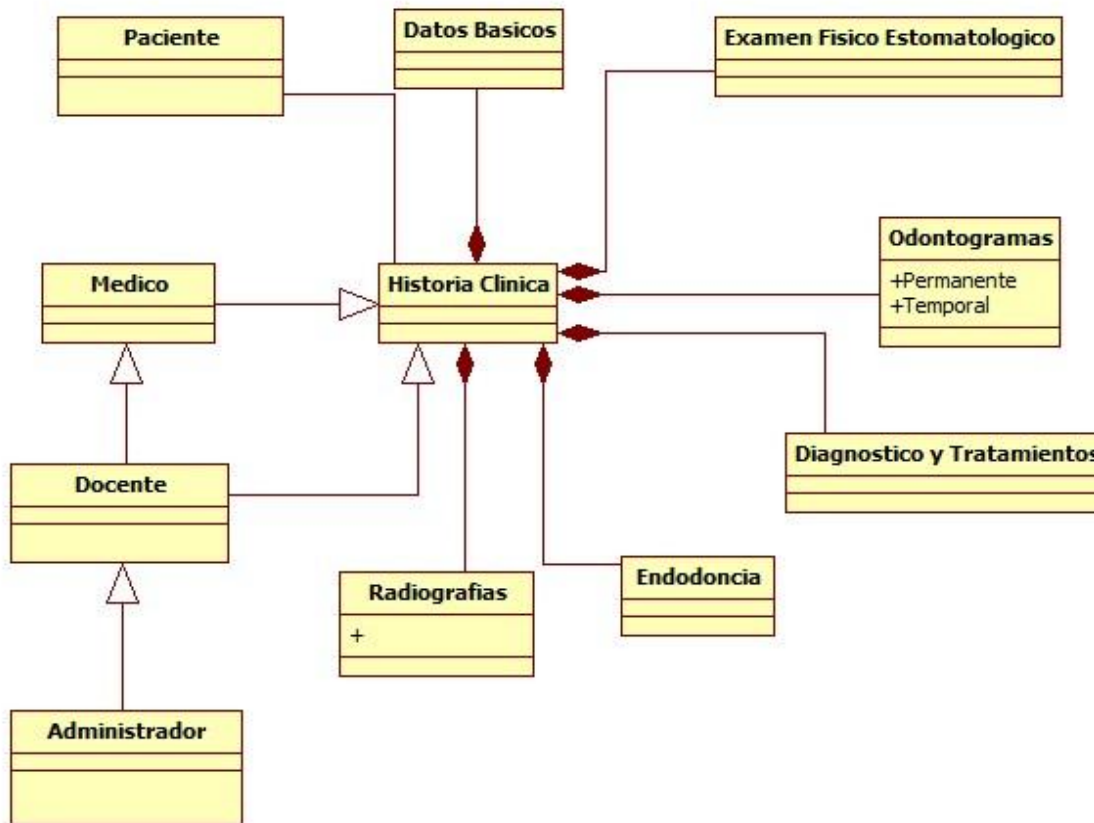 Paciente
Datos Basicos
Examen Fisico Estomatologico
Odontogramas
+Permanente
+Temporal
Medico
Historia Clinica
Diagnostico y Tratamientos
Docente
Radiografias
+
Endodoncia
Administrador